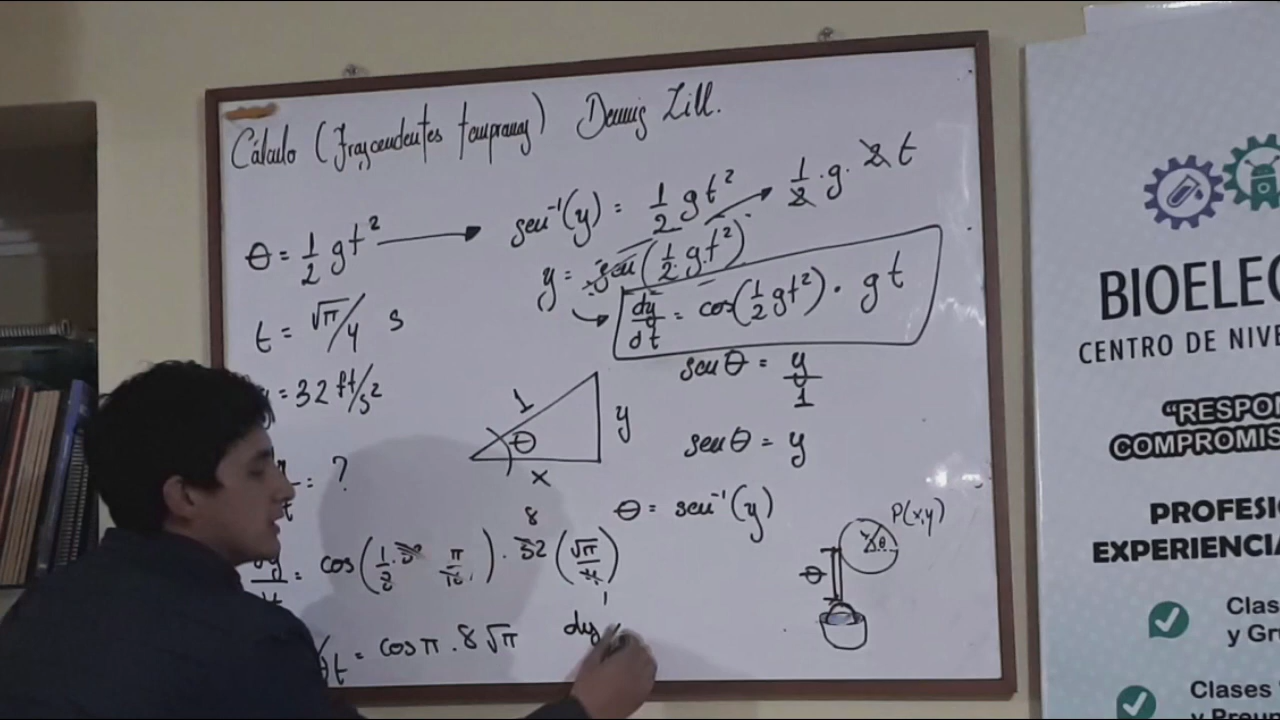 Cálculo (Trascendentes tempranas) Dennis Zill.
θ = 1/2 gt² → sen⁻¹(y) = 1/2 gt² → 1/2 · g · 2t
y = sen(1/2 gt²)
dy/dt = cos(1/2 gt²) · gt
t = √π/4 s
= 32 ft/s²
= ?
1
θ
y
x
sen θ = y/1
sen θ = y
θ = sen⁻¹(y)
= cos(1/2 · π/16) · 32 (√π/4)
8
1
= cos π . 8√π
dy
P(x,y)
θ
θ
BIOELEC
CENTRO DE NIVE
"RESPON
COMPROMIS
PROFESI
EXPERIENCIA
Clas
y Gru
Clases
y Preun